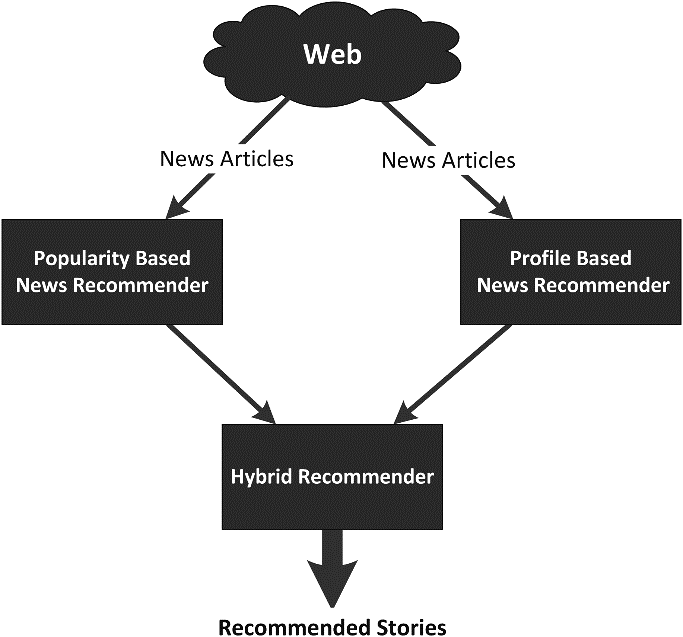 Web
News Articles
News Articles
Popularity Based
News Recommender
Profile Based
News Recommender
Hybrid Recommender
Recommended Stories